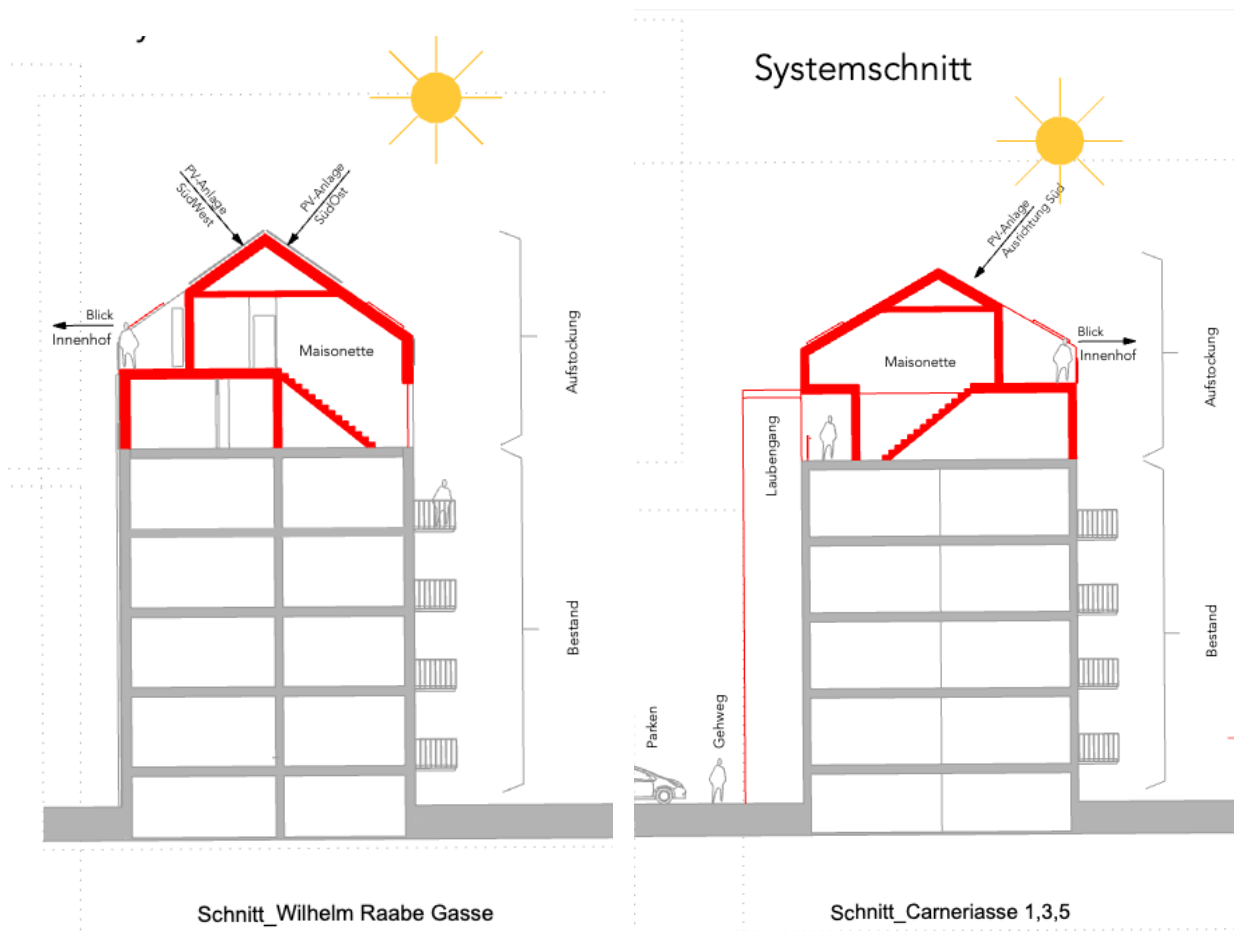 PV-Anlage
SüdWest
PV-Anlage
SüdOst
Blick
Innenhof
Maisonette
Aufstockung
Bestand
Schnitt_Wilhelm Raabe Gasse
Systemschnitt
PV-Anlage
Ausrichtung Süd
Blick
Innenhof
Maisonette
Laubengang
Aufstockung
Parken
Gehweg
Bestand
Schnitt_Carneriasse 1,3,5